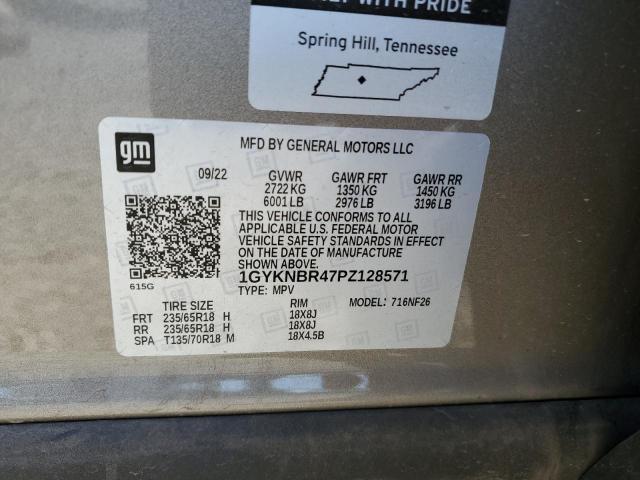 WITH PRIDE
Spring Hill, Tennessee
gm
MFD BY GENERAL MOTORS LLC
09/22 GVWR GAWR FRT GAWR RR
2722 KG 1350 KG 1450 KG
6001 LB 2976 LB 3196 LB
THIS VEHICLE CONFORMS TO ALL
APPLICABLE U.S. FEDERAL MOTOR
VEHICLE SAFETY STANDARDS IN EFFECT
ON THE DATE OF MANUFACTURE
SHOWN ABOVE.
1GYKNBR47PZ128571
615G
TYPE: MPV
TIRE SIZE RIM MODEL: 716NF26
FRT 235/65R18 H 18X8J
RR 235/65R18 H 18X8J
SPA T135/70R18 M 18X4.5B